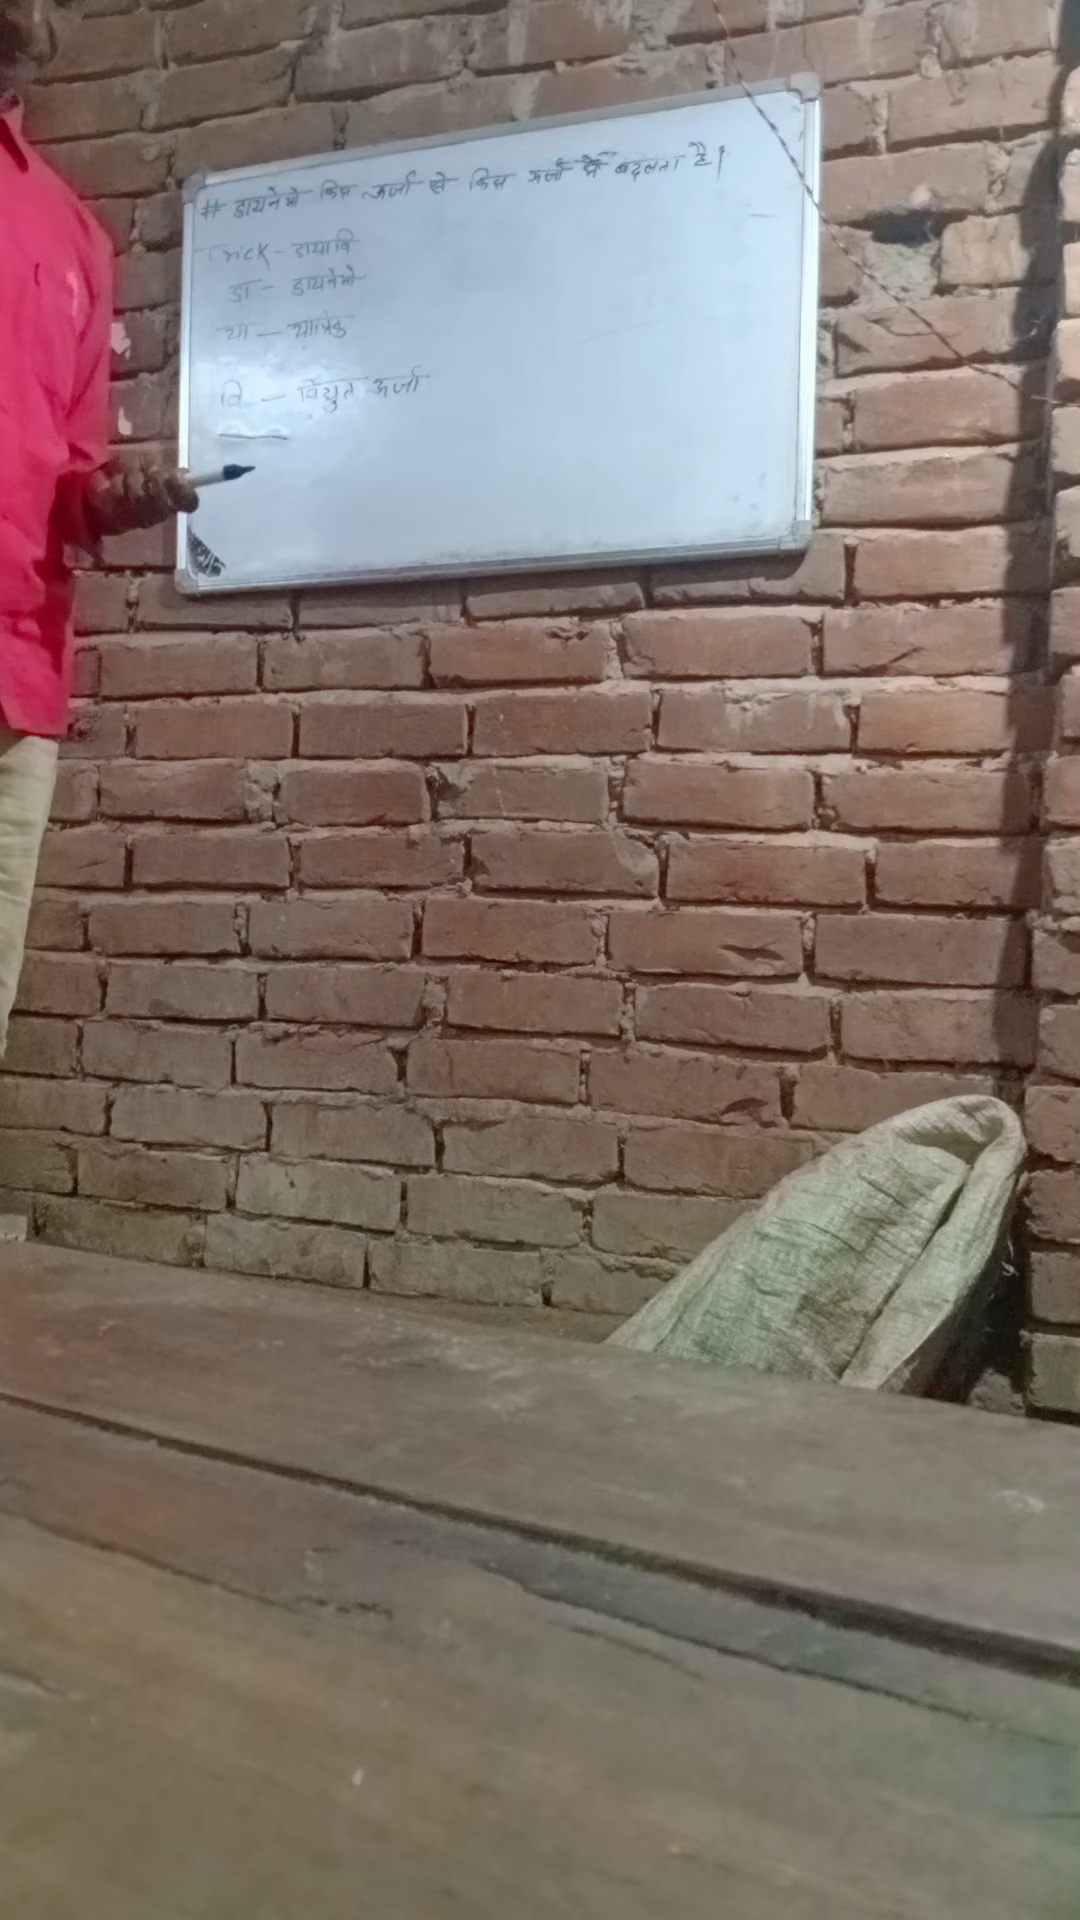 ## डायनेमो किस ऊर्जा से किस ऊर्जा में बदलता है।
Trick - डायावि
डा - डायनेमो
या - यांत्रिक
वि - विद्युत ऊर्जा